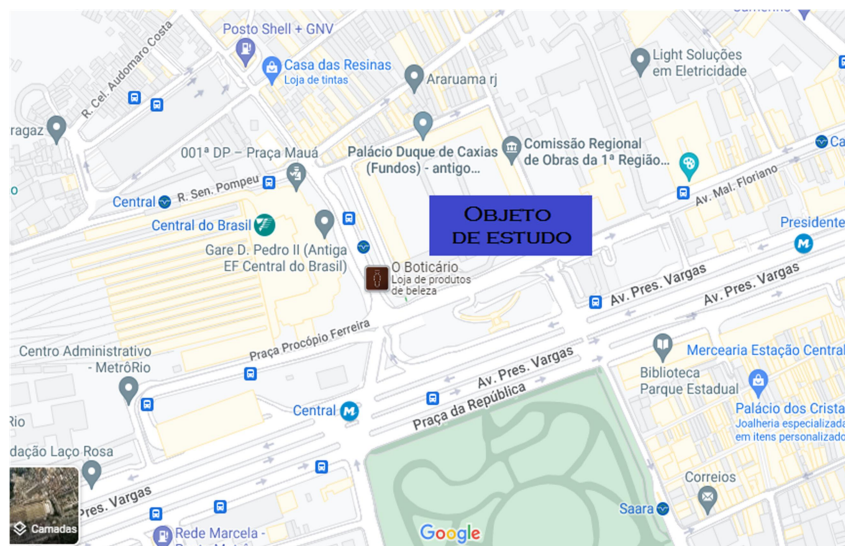 Posto Shell + GNV
Casa das Resinas
Loja de tintas
R. Cel. Audomaro Costa
Araruama rj
Light Soluções
em Eletricidade
ragaz
001ª DP – Praça Mauá
Palácio Duque de Caxias
(Fundos) - antigo...
Comissão Regional
de Obras da 1ª Região...
Central
R. Sen. Pompeu
Av. Mal. Floriano
Ca
Central do Brasil
Gare D. Pedro II (Antiga
EF Central do Brasil)
OBJETO
DE ESTUDO
Presidente
M
O Boticário
Loja de produtos
de beleza
Av. Pres. Vargas
Av. Pres. Vargas
Praça Procópio Ferreira
Centro Administrativo
- MetrôRio
Av. Pres. Vargas
Praça da República
Mercearia Estação Central
Biblioteca
Parque Estadual
Central
M
Palácio dos Crista
Joalheria especializada
em itens personalizado
Rio
dação Laço Rosa
Pres. Vargas
Correios
Saara
Camadas
Rede Marcela -
Google